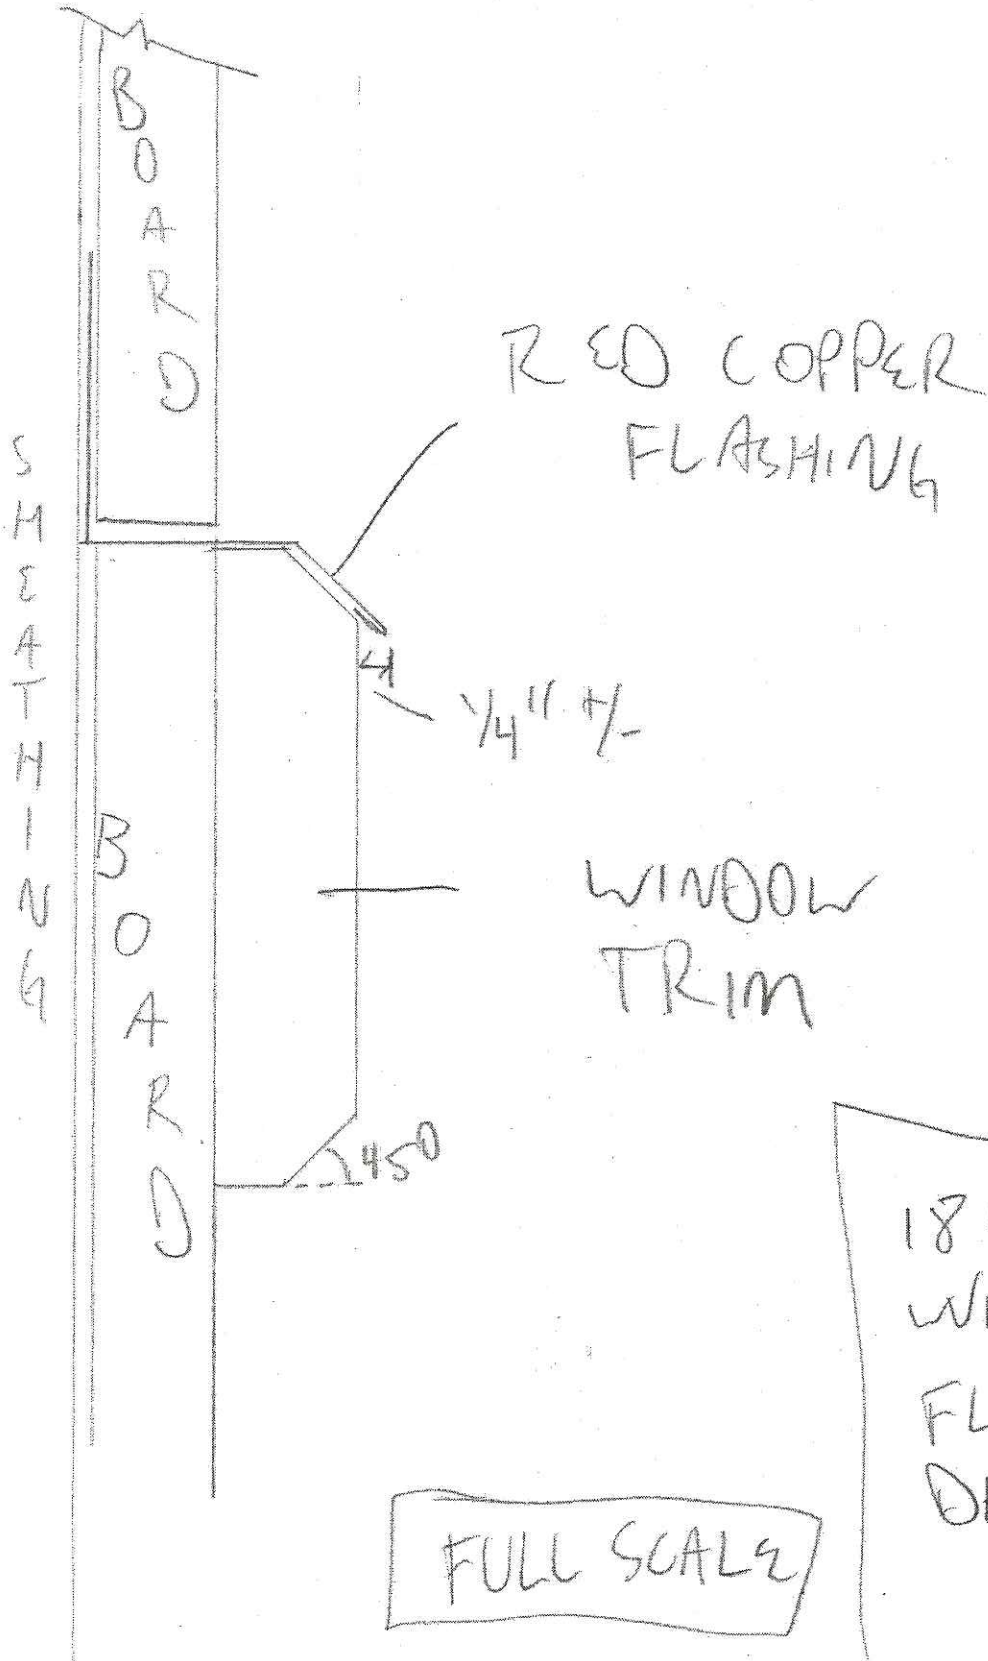 BOARD
RED COPPER
FLASHING
SHEATHING
1/4" +/-
BOARD
WINDOW
TRIM
45°
18
FULL SCALE